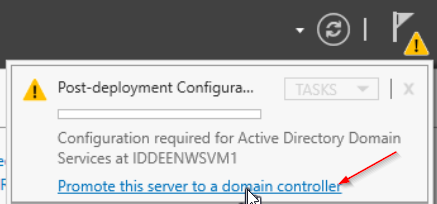 Post-deployment Configura...
TASKS
X
Configuration required for Active Directory Domain
Services at IDDEENWSVM1
Promote this server to a domain controller